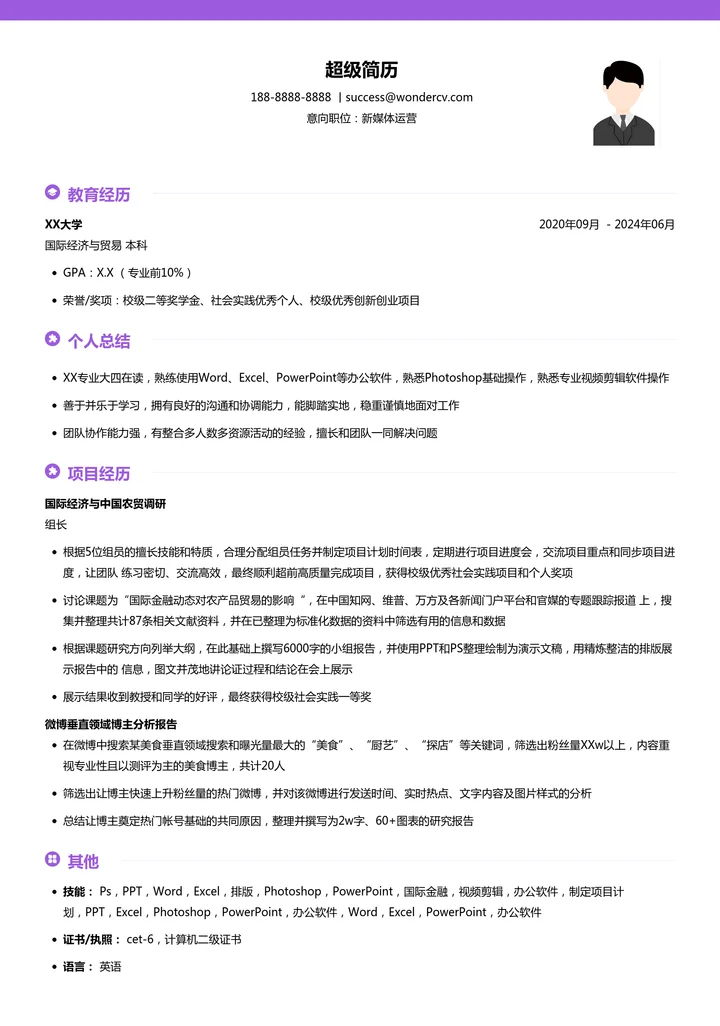 超级简历
188-8888-8888 | success@wondercv.com
意向职位：新媒体运营
教育经历
XX大学 2020年09月 - 2024年06月
国际经济与贸易 本科
• GPA：X.X （ 专业前10% ）
• 荣誉/奖项：校级二等奖学金、社会实践优秀个人、校级优秀创新创业项目
个人总结
• XX专业大四在读，熟练使用Word、Excel、PowerPoint等办公软件，熟悉Photoshop基础操作，熟悉专业视频剪辑软件操作
• 善于并乐于学习，拥有良好的沟通和协调能力，能脚踏实地，稳重谨慎地面对工作
• 团队协作能力强，有整合多人数多资源活动的经验，擅长和团队一同解决问题
项目经历
国际经济与中国农贸调研
组长
• 根据5位组员的擅长技能和特质，合理分配组员任务并制定项目计划时间表，定期进行项目进度会，交流项目重点和同步项目进
度，让团队 练习密切、交流高效，最终顺利超前高质量完成项目，获得校级优秀社会实践项目和个人奖项
• 讨论课题为“国际金融动态对农产品贸易的影响“，在中国知网、维普、万方及各新闻门户平台和官媒的专题跟踪报道 上，搜
集并整理共计87条相关文献资料，并在已整理为标准化数据的资料中筛选有用的信息和数据
• 根据课题研究方向列举大纲，在此基础上撰写6000字的小组报告，并使用PPT和PS整理绘制为演示文稿，用精炼整洁的排版展
示报告中的 信息，图文并茂地讲论证过程和结论在会上展示
• 展示结果收到教授和同学的好评，最终获得校级社会实践一等奖
微博垂直领域博主分析报告
• 在微博中搜索某美食垂直领域搜索和曝光量最大的“美食”、“厨艺”、“探店”等关键词，筛选出粉丝量XXw以上，内容重
视专业性且以测评为主的美食博主，共计20人
• 筛选出让博主快速上升粉丝量的热门微博，并对该微博进行发送时间、实时热点、文字内容及图片样式的分析
• 总结让博主奠定热门帐号基础的共同原因，整理并撰写为2w字、60+图表的研究报告
其他
• 技能： Ps，PPT，Word，Excel，排版，Photoshop，PowerPoint，国际金融，视频剪辑，办公软件，制定项目计
划，PPT，Excel，Photoshop，PowerPoint，办公软件，Word，Excel，PowerPoint，办公软件
• 证书/执照： cet-6，计算机二级证书
• 语言： 英语